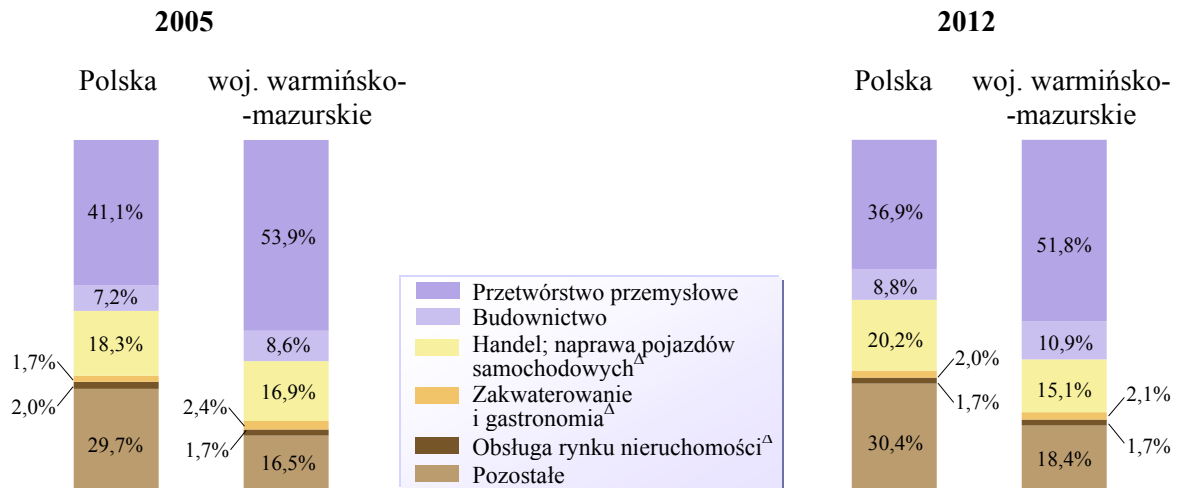 2005
2012
Polska
woj. warmińsko-
-mazurskie
Polska
woj. warmińsko-
-mazurskie
41,1%
7,2%
18,3%
1,7%
2,0%
29,7%
53,9%
8,6%
16,9%
2,4%
1,7%
16,5%
Przetwórstwo przemysłowe
Budownictwo
Handel; naprawa pojazdów
samochodowychΔ
Zakwaterowanie
i gastronomiaΔ
Obsługa rynku nieruchomościΔ
Pozostałe
36,9%
8,8%
20,2%
2,0%
1,7%
30,4%
51,8%
10,9%
15,1%
2,1%
1,7%
18,4%